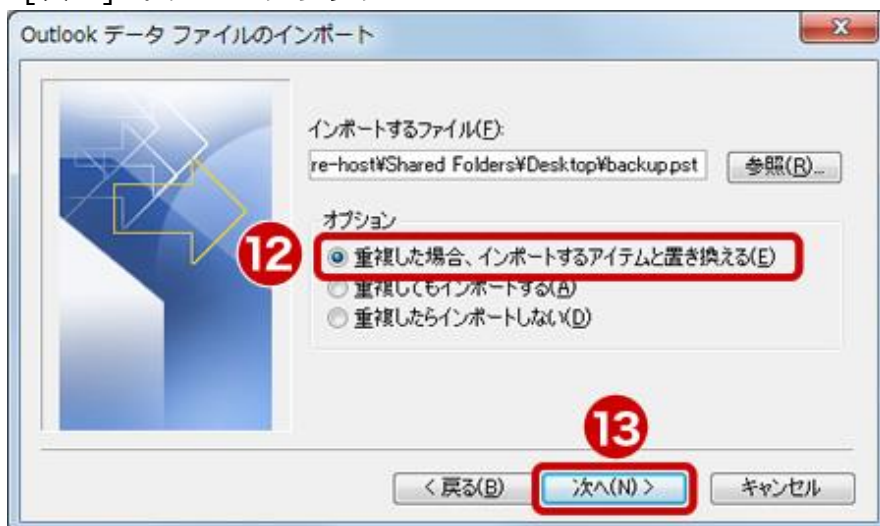 Outlook データ ファイルのインポート
インポートするファイル(F):
re-host¥Shared Folders¥Desktop¥backup.pst
参照(R)...
オプション
12
重複した場合、インポートするアイテムと置き換える(E)
重複してもインポートする(A)
重複したらインポートしない(D)
13
< 戻る(B)
次へ(N) >
キャンセル